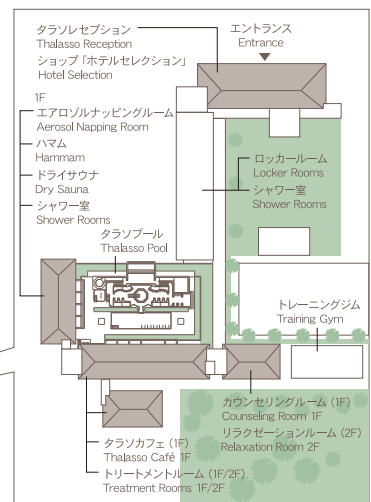 タラソレセプション
Thalasso Reception
ショップ「ホテルセレクション」
Hotel Selection
エントランス
Entrance
1F
エアロゾルナッピングルーム
Aerosol Napping Room
ハマム
Hammam
ドライサウナ
Dry Sauna
シャワー室
Shower Rooms
ロッカールーム
Locker Rooms
シャワー室
Shower Rooms
タラソプール
Thalasso Pool
トレーニングジム
Training Gym
カウンセリングルーム (1F)
Counseling Room 1F
リラクゼーションルーム (2F)
Relaxation Room 2F
タラソカフェ (1F)
Thalasso Café 1F
トリートメントルーム (1F/2F)
Treatment Rooms 1F/2F